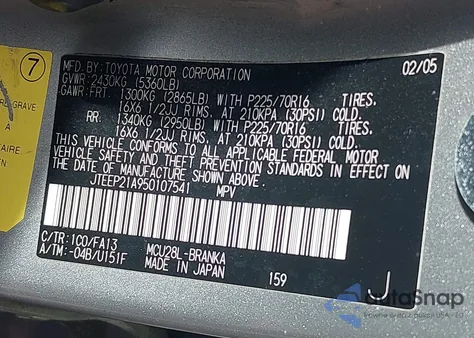 7
MFD. BY: TOYOTA MOTOR CORPORATION 02/05
GVWR: 2430KG (5360LB)
GAWR: FRT. 1300KG (2865LB) WITH P225/70R16 TIRES.
16X6 1/2JJ RIMS, AT 210KPA (30PSI) COLD.
RR. 1340KG (2950LB) WITH P225/70R16 TIRES.
16X6 1/2JJ RIMS, AT 210KPA (30PSI) COLD.
THIS VEHICLE CONFORMS TO ALL APPLICABLE FEDERAL MOTOR
VEHICLE SAFETY AND THEFT PREVENTION STANDARDS IN EFFECT ON
THE DATE OF MANUFACTURE SHOWN ABOVE.
JTEEP21A950107541 MPV
C/TR: 1C0/FA13 MCU28L-BRANKA
A/TM: -04B/U151F MADE IN JAPAN 159 J
GRAVE
AIRE
AutoSnap